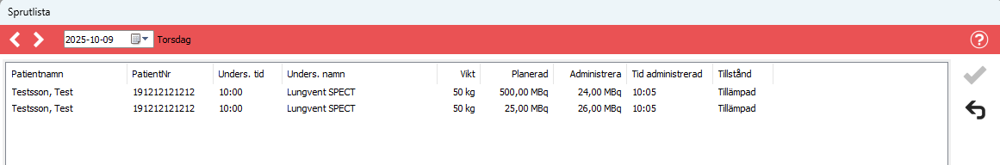 Sprutlista
2025-10-09 Torsdag
Patientnamn PatientNr Unders. tid Unders. namn Vikt Planerad Administrera Tid administrerad Tillstånd
Testsson, Test 191212121212 10:00 Lungvent SPECT 50 kg 500,00 MBq 24,00 MBq 10:05 Tillämpad
Testsson, Test 191212121212 10:00 Lungvent SPECT 50 kg 25,00 MBq 26,00 MBq 10:05 Tillämpad